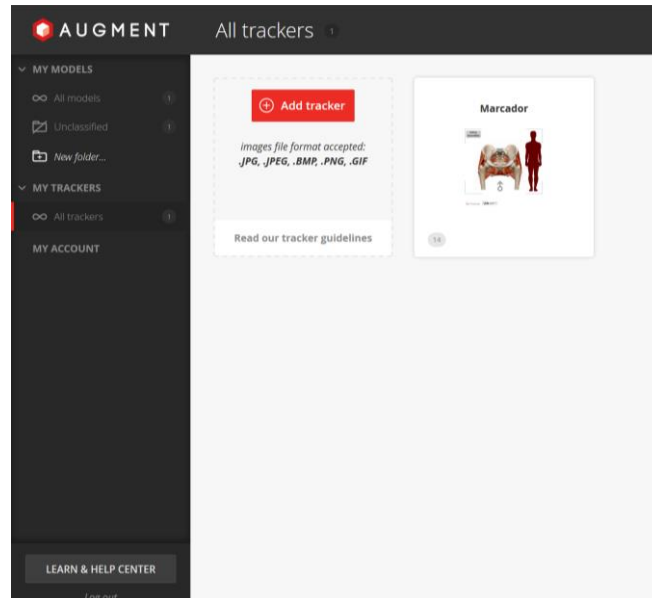 AUGMENT
All trackers 1
MY MODELS
All models 1
Unclassified 1
New folder...
MY TRACKERS
All trackers 1
MY ACCOUNT
LEARN & HELP CENTER
Log out
Add tracker
images file format accepted:
.JPG, .JPEG, .BMP, .PNG, .GIF
Read our tracker guidelines
Marcador
14